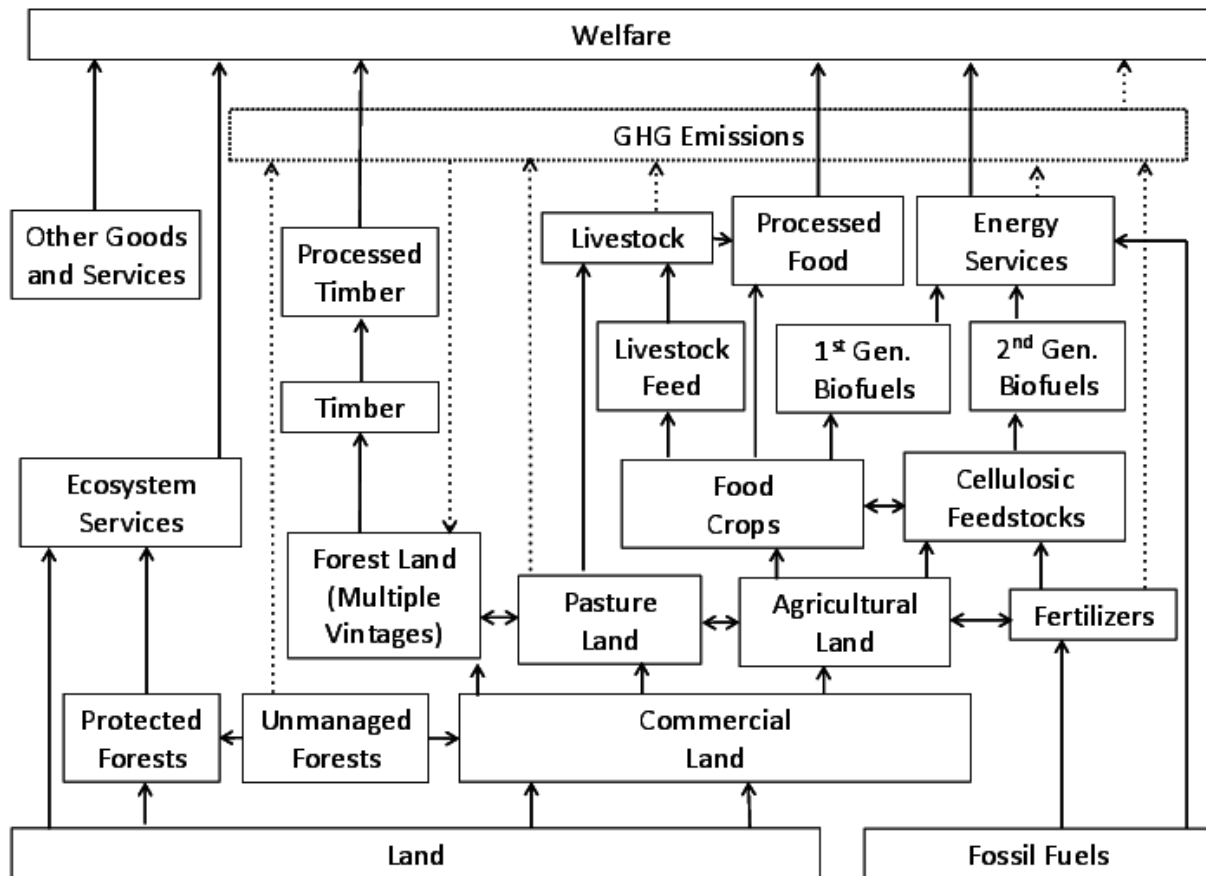 Welfare
GHG Emissions
Other Goods
and Services
Processed
Timber
Livestock
Processed
Food
Energy
Services
Livestock
Feed
1st Gen.
Biofuels
2nd Gen.
Biofuels
Timber
Ecosystem
Services
Food
Crops
Cellulosic
Feedstocks
Forest Land
(Multiple
Vintages)
Pasture
Land
Agricultural
Land
Fertilizers
Protected
Forests
Unmanaged
Forests
Commercial
Land
Land
Fossil Fuels